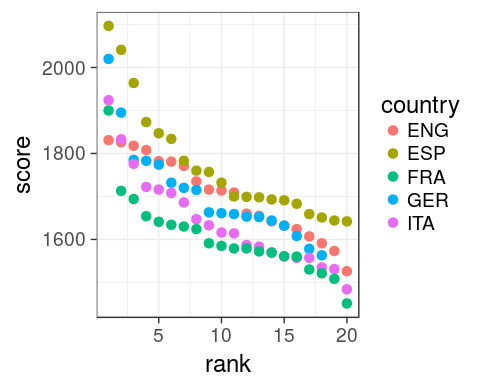 2000
1800
1600
score
5
10
15
20
rank
country
ENG
ESP
FRA
GER
ITA